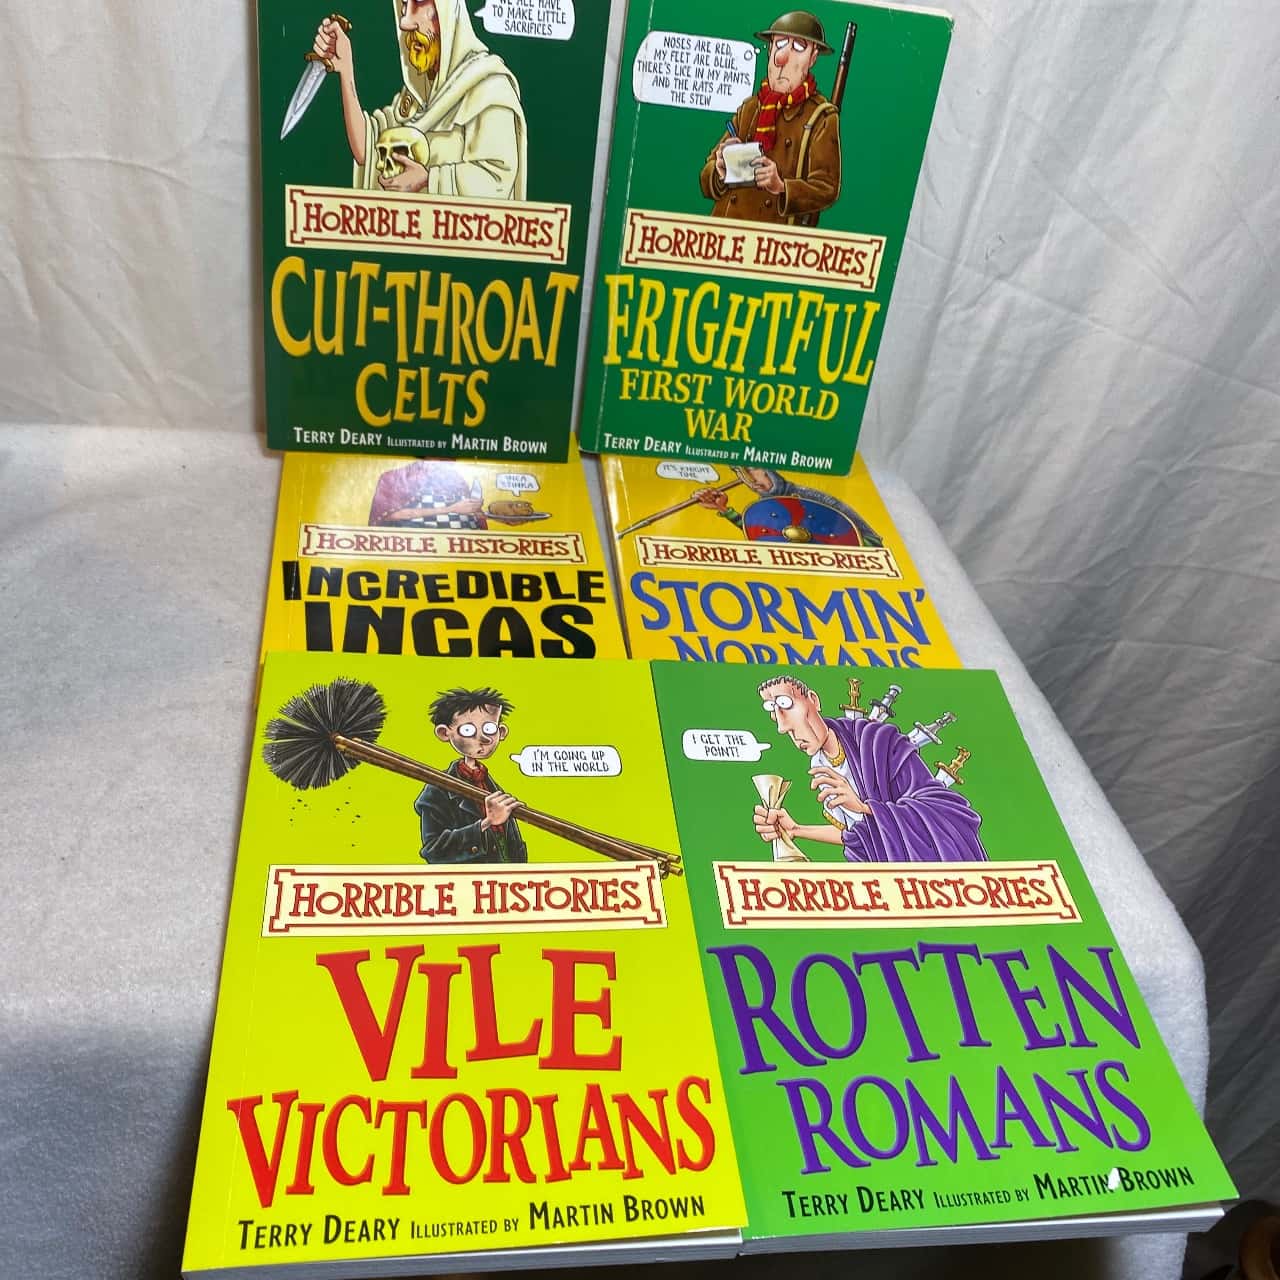 WE ALL HAVE
TO MAKE LITTLE
SACRIFICES
HORRIBLE HISTORIES
CUT-THROAT
CELTS
TERRY DEARY ILLUSTRATED BY MARTIN BROWN
NOSES ARE RED,
MY FEET ARE BLUE,
THERE'S LICE IN MY PANTS,
AND THE RATS ATE
THE STEW
HORRIBLE HISTORIES
FRIGHTFUL
FIRST WORLD
WAR
TERRY DEARY ILLUSTRATED BY MARTIN BROWN
INCA
STINKA
HORRIBLE HISTORIES
INCREDIBLE
INCAS
IT'S KNIGHT
TIME
HORRIBLE HISTORIES
STORMIN'
NORMANS
I'M GOING UP
IN THE WORLD
HORRIBLE HISTORIES
VILE
VICTORIANS
TERRY DEARY ILLUSTRATED BY MARTIN BROWN
I GET THE
POINT!
HORRIBLE HISTORIES
ROTTEN
ROMANS
TERRY DEARY ILLUSTRATED BY MARTIN BROWN